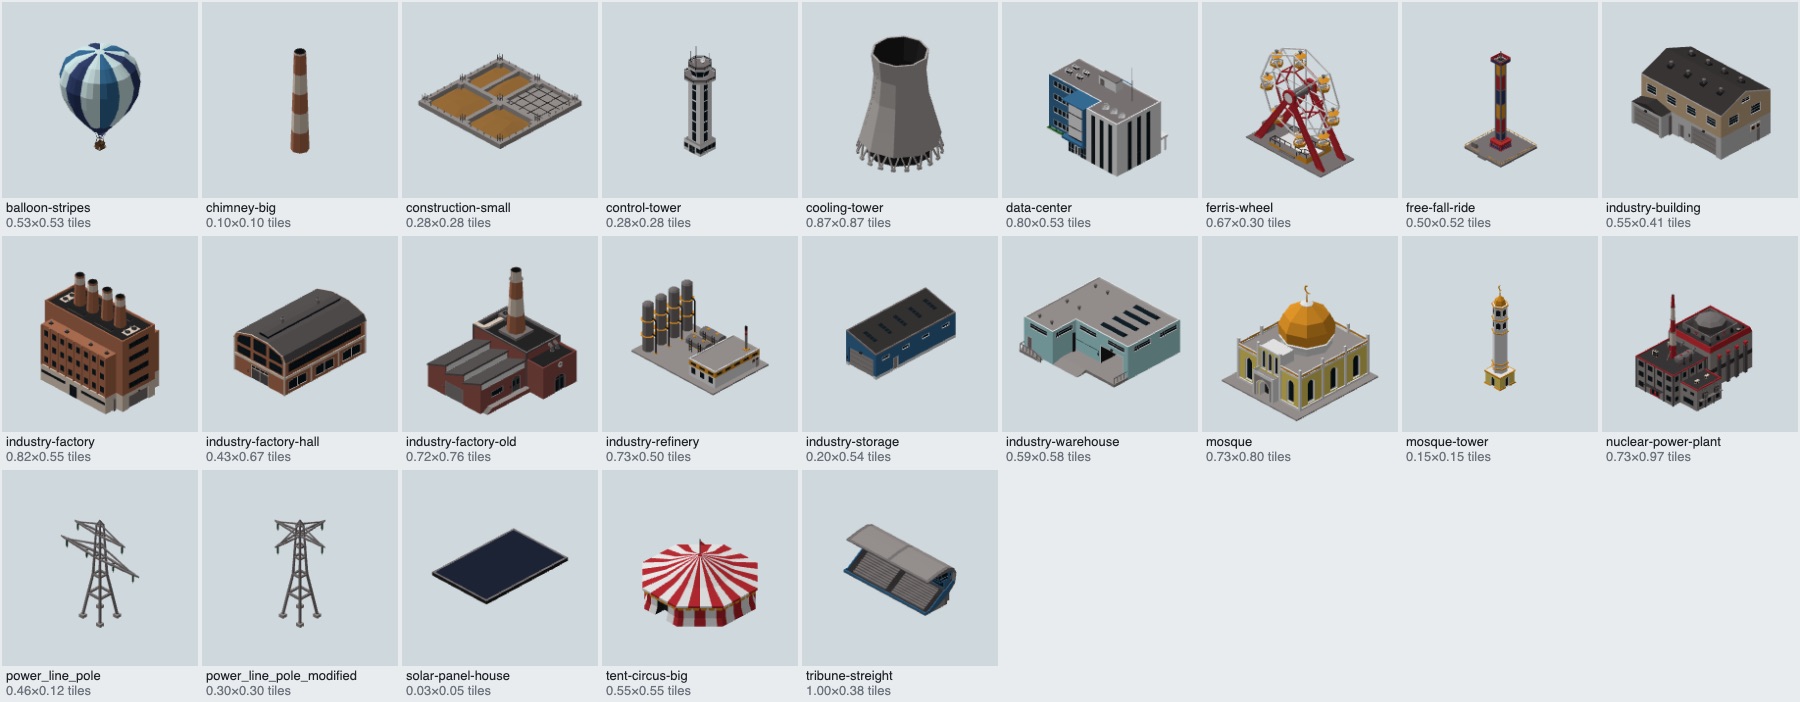 balloon-stripes
0.53×0.53 tiles
chimney-big
0.10×0.10 tiles
construction-small
0.28×0.28 tiles
control-tower
0.28×0.28 tiles
cooling-tower
0.87×0.87 tiles
data-center
0.80×0.53 tiles
ferris-wheel
0.67×0.30 tiles
free-fall-ride
0.50×0.52 tiles
industry-building
0.55×0.41 tiles
industry-factory
0.82×0.55 tiles
industry-factory-hall
0.43×0.67 tiles
industry-factory-old
0.72×0.76 tiles
industry-refinery
0.73×0.50 tiles
industry-storage
0.20×0.54 tiles
industry-warehouse
0.59×0.58 tiles
mosque
0.73×0.80 tiles
mosque-tower
0.15×0.15 tiles
nuclear-power-plant
0.73×0.97 tiles
power_line_pole
0.46×0.12 tiles
power_line_pole_modified
0.30×0.30 tiles
solar-panel-house
0.03×0.05 tiles
tent-circus-big
0.55×0.55 tiles
tribune-streight
1.00×0.38 tiles